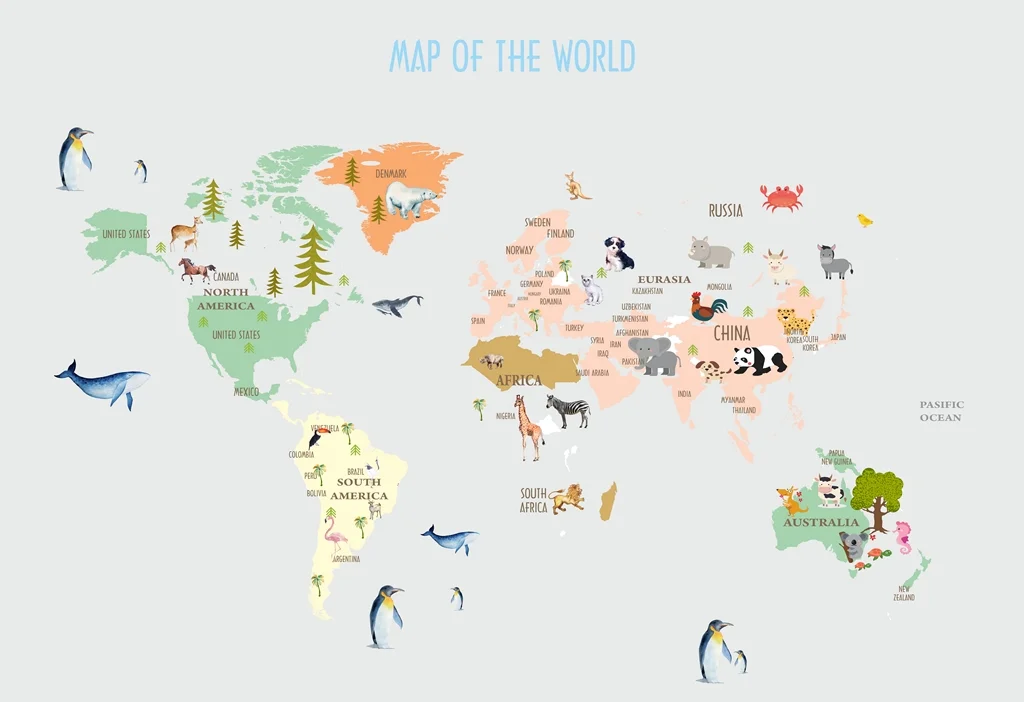 MAP OF THE WORLD
DENMARK
UNITED STATES
CANADA
NORTH
AMERICA
UNITED STATES
MEXICO
VENEZUELA
COLOMBIA
PERU
BRAZIL
BOLIVIA
SOUTH
AMERICA
ARGENTINA
RUSSIA
SWEDEN
FINLAND
NORWAY
POLAND
GERMANY
UKRAINA
FRANCE
ROMANIA
SPAIN
TURKEY
EURASIA
KAZAKHSTAN
MONGOLIA
UZBEKISTAN
TURKMENISTAN
AFGHANISTAN
SYRIA
IRAN
IRAQ
PAKISTAN
SAUDI ARABIA
CHINA
NORTH
KOREA
SOUTH
KOREA
JAPAN
INDIA
MYANMAR
THAILAND
AFRICA
NIGERIA
SOUTH
AFRICA
PASIFIC
OCEAN
PAPUA
NEW GUINEA
AUSTRALIA
NEW
ZEALAND